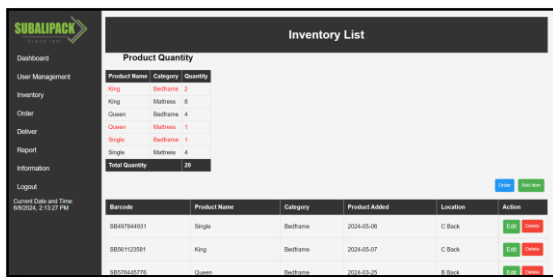 SUBALIPACK
SINCE 1981
Inventory List
Dashboard
User Management
Inventory
Order
Deliver
Report
Information
Logout
Current Date and Time:
6/8/2024, 2:13:27 PM
Product Quantity
Product Name Category Quantity
King Bedframe 2
King Mattress 8
Queen Bedframe 4
Queen Mattress 1
Single Bedframe 1
Single Mattress 4
Total Quantity 20
Order Add Item
Barcode Product Name Category Product Added Location Action
SB497844931 Single Bedframe 2024-05-06 C Back Edit Delete
SB561123581 King Bedframe 2024-05-07 C Back Edit Delete
SB576445776 Queen Bedframe 2024-03-25 B Back Edit Delete